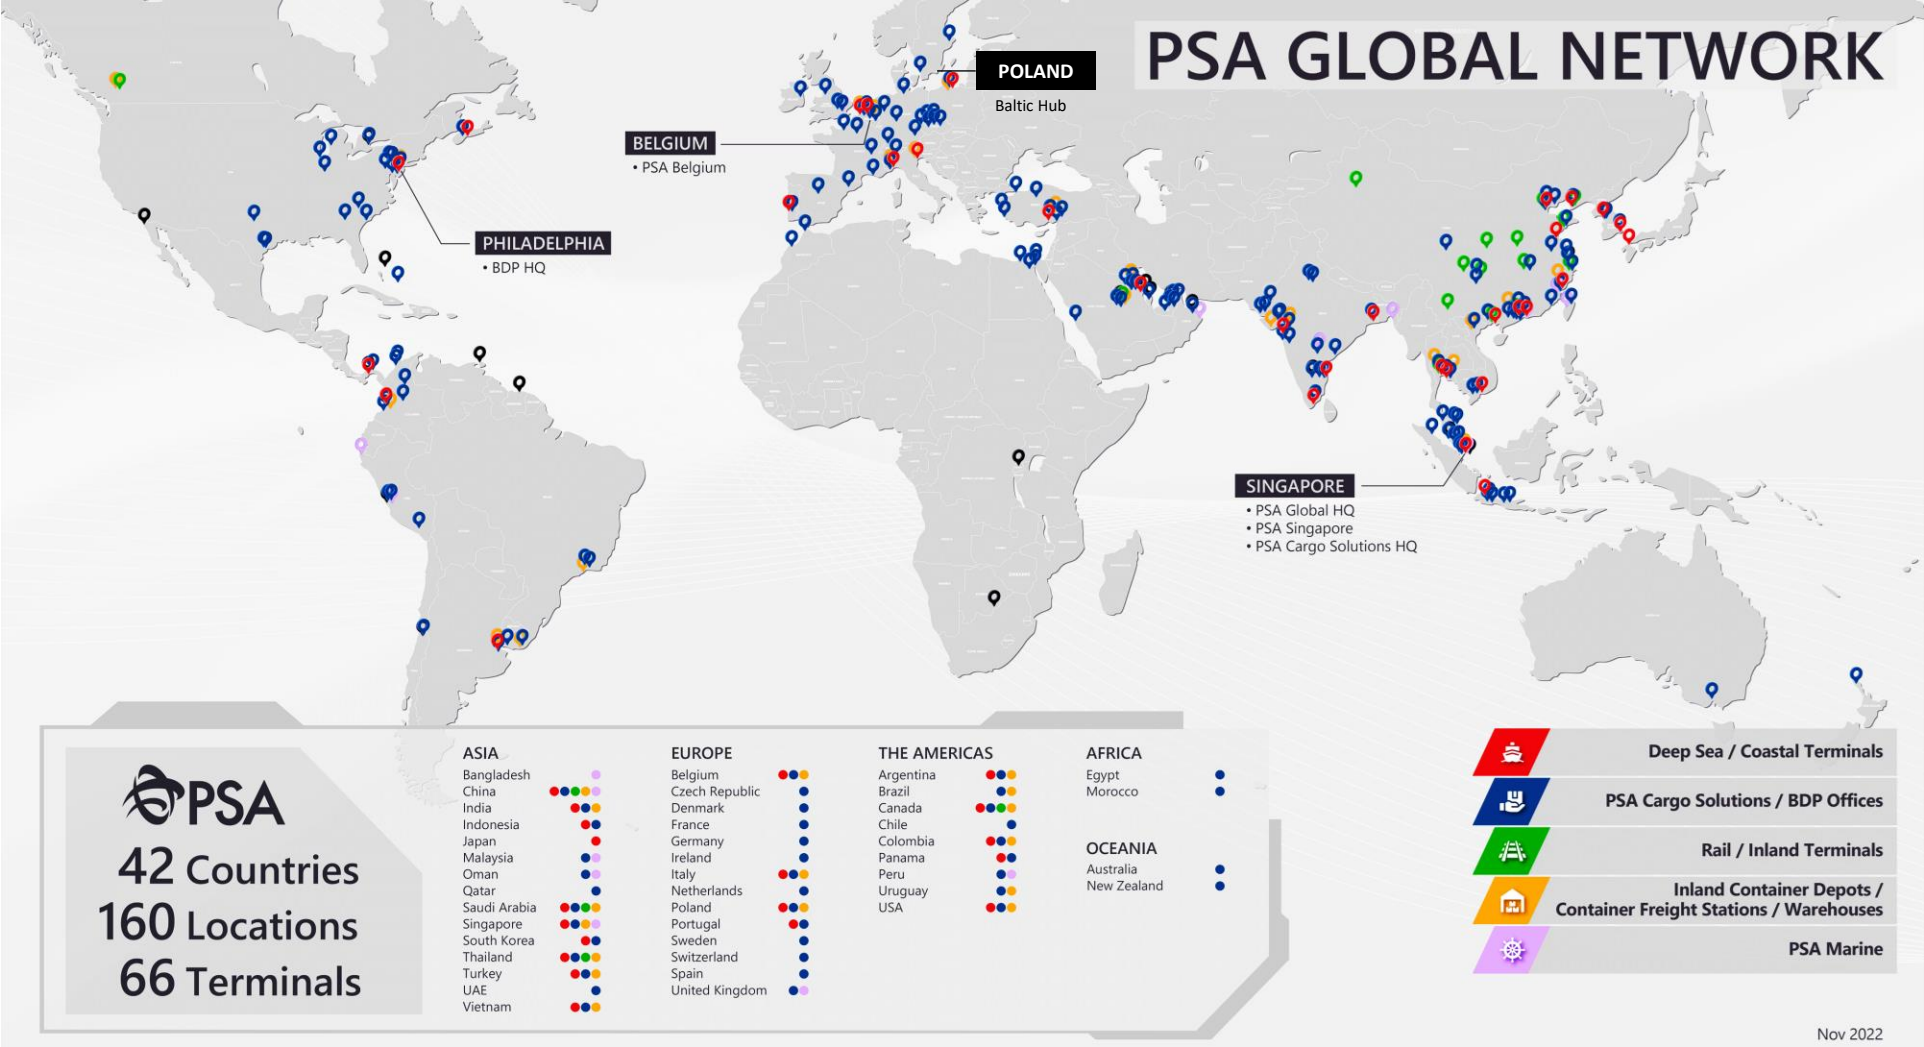 PSA GLOBAL NETWORK
POLAND
Baltic Hub
BELGIUM
• PSA Belgium
PHILADELPHIA
• BDP HQ
SINGAPORE
• PSA Global HQ
• PSA Singapore
• PSA Cargo Solutions HQ
PSA
42 Countries
160 Locations
66 Terminals
ASIA
Bangladesh
China
India
Indonesia
Japan
Malaysia
Oman
Qatar
Saudi Arabia
Singapore
South Korea
Thailand
Turkey
UAE
Vietnam
EUROPE
Belgium
Czech Republic
Denmark
France
Germany
Ireland
Italy
Netherlands
Poland
Portugal
Sweden
Switzerland
Spain
United Kingdom
THE AMERICAS
Argentina
Brazil
Canada
Chile
Colombia
Panama
Peru
Uruguay
USA
AFRICA
Egypt
Morocco
OCEANIA
Australia
New Zealand
Deep Sea / Coastal Terminals
PSA Cargo Solutions / BDP Offices
Rail / Inland Terminals
Inland Container Depots /
Container Freight Stations / Warehouses
PSA Marine
Nov 2022